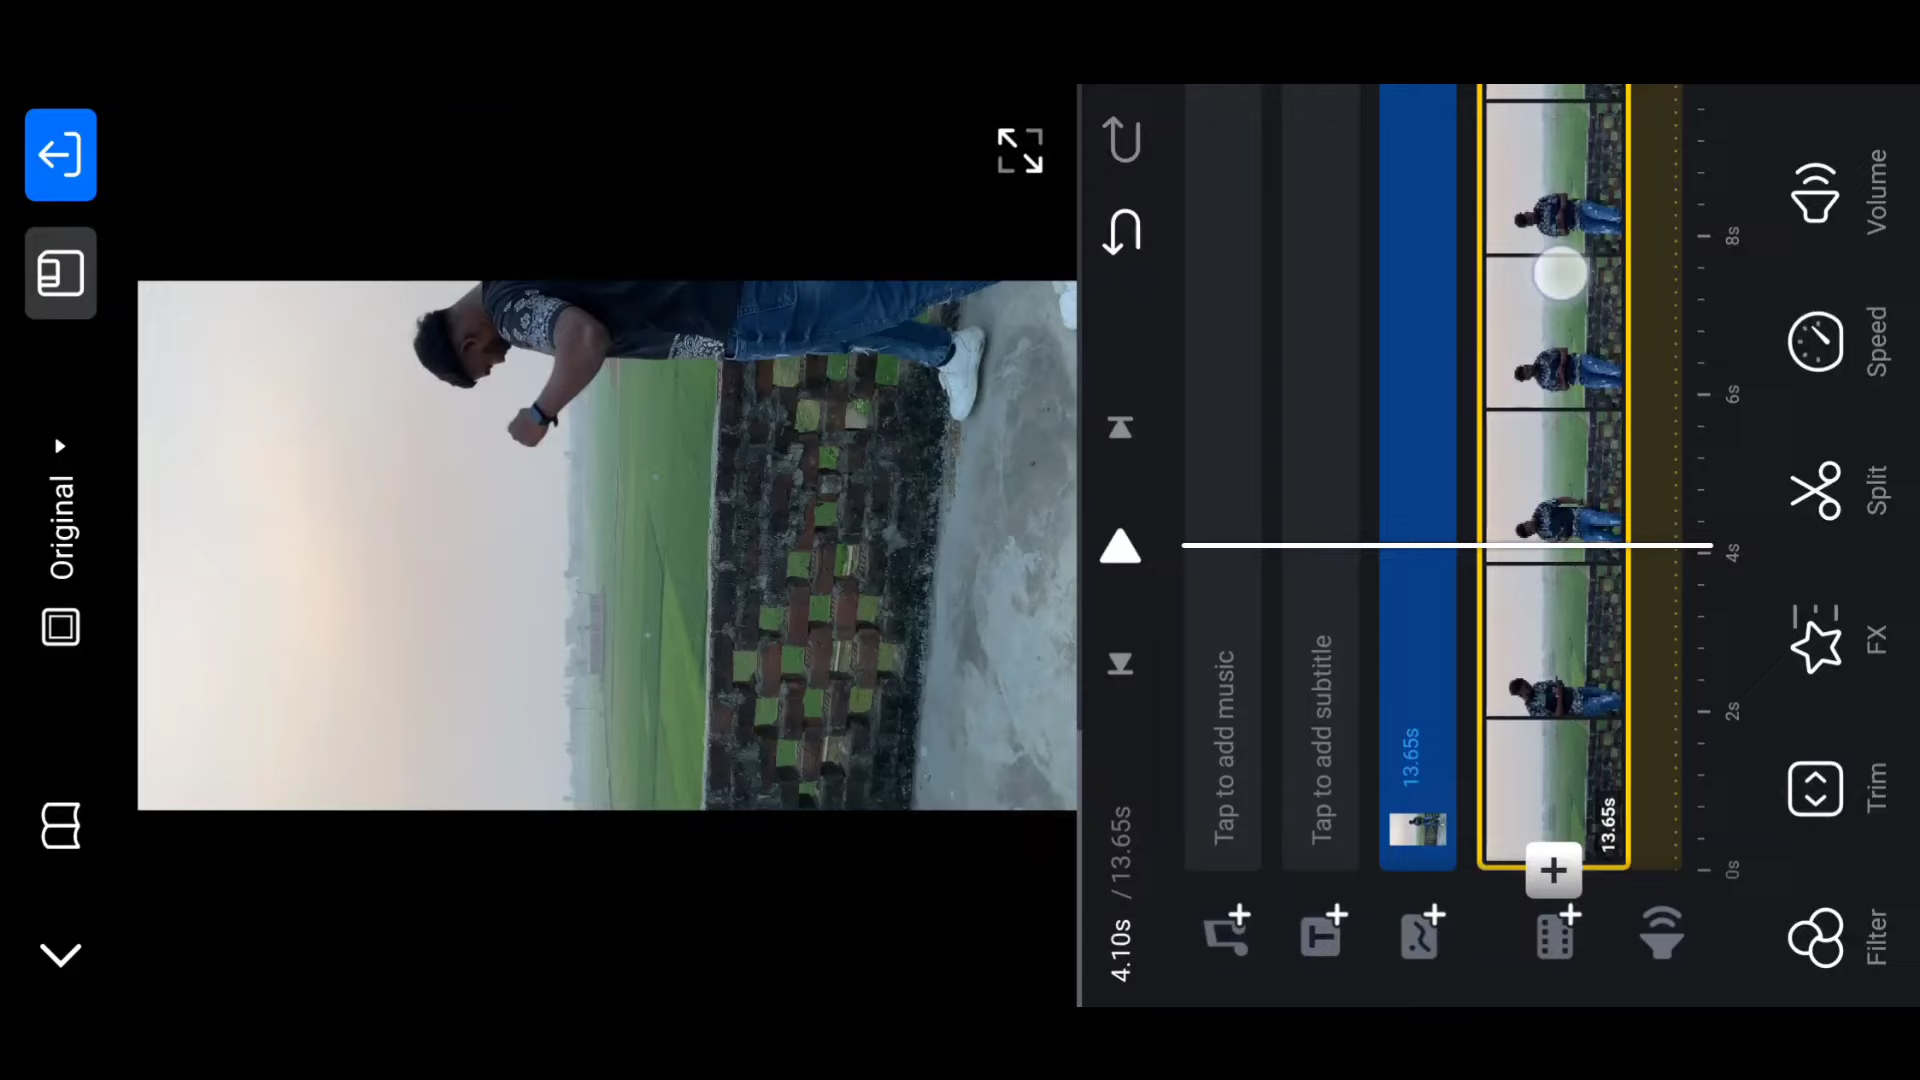 Original
4.10s / 13.65s
Tap to add music
Tap to add subtitle
13.65s
13.65s
0s
2s
4s
6s
8s
Filter
Trim
FX
Split
Speed
Volume